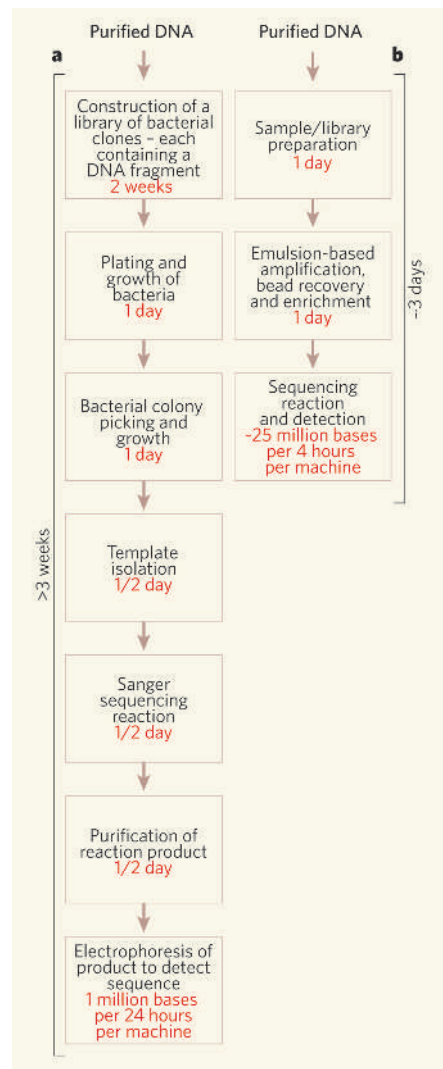 Purified DNA
a
Construction of a
library of bacterial
clones – each
containing a
DNA fragment
2 weeks
Plating and
growth of
bacteria
1 day
Bacterial colony
picking and
growth
1 day
Template
isolation
1/2 day
Sanger
sequencing
reaction
1/2 day
Purification of
reaction product
1/2 day
Electrophoresis of
product to detect
sequence
1 million bases
per 24 hours
per machine
>3 weeks
Purified DNA
b
Sample/library
preparation
1 day
Emulsion-based
amplification,
bead recovery
and enrichment
1 day
Sequencing
reaction
and detection
~25 million bases
per 4 hours
per machine
~3 days